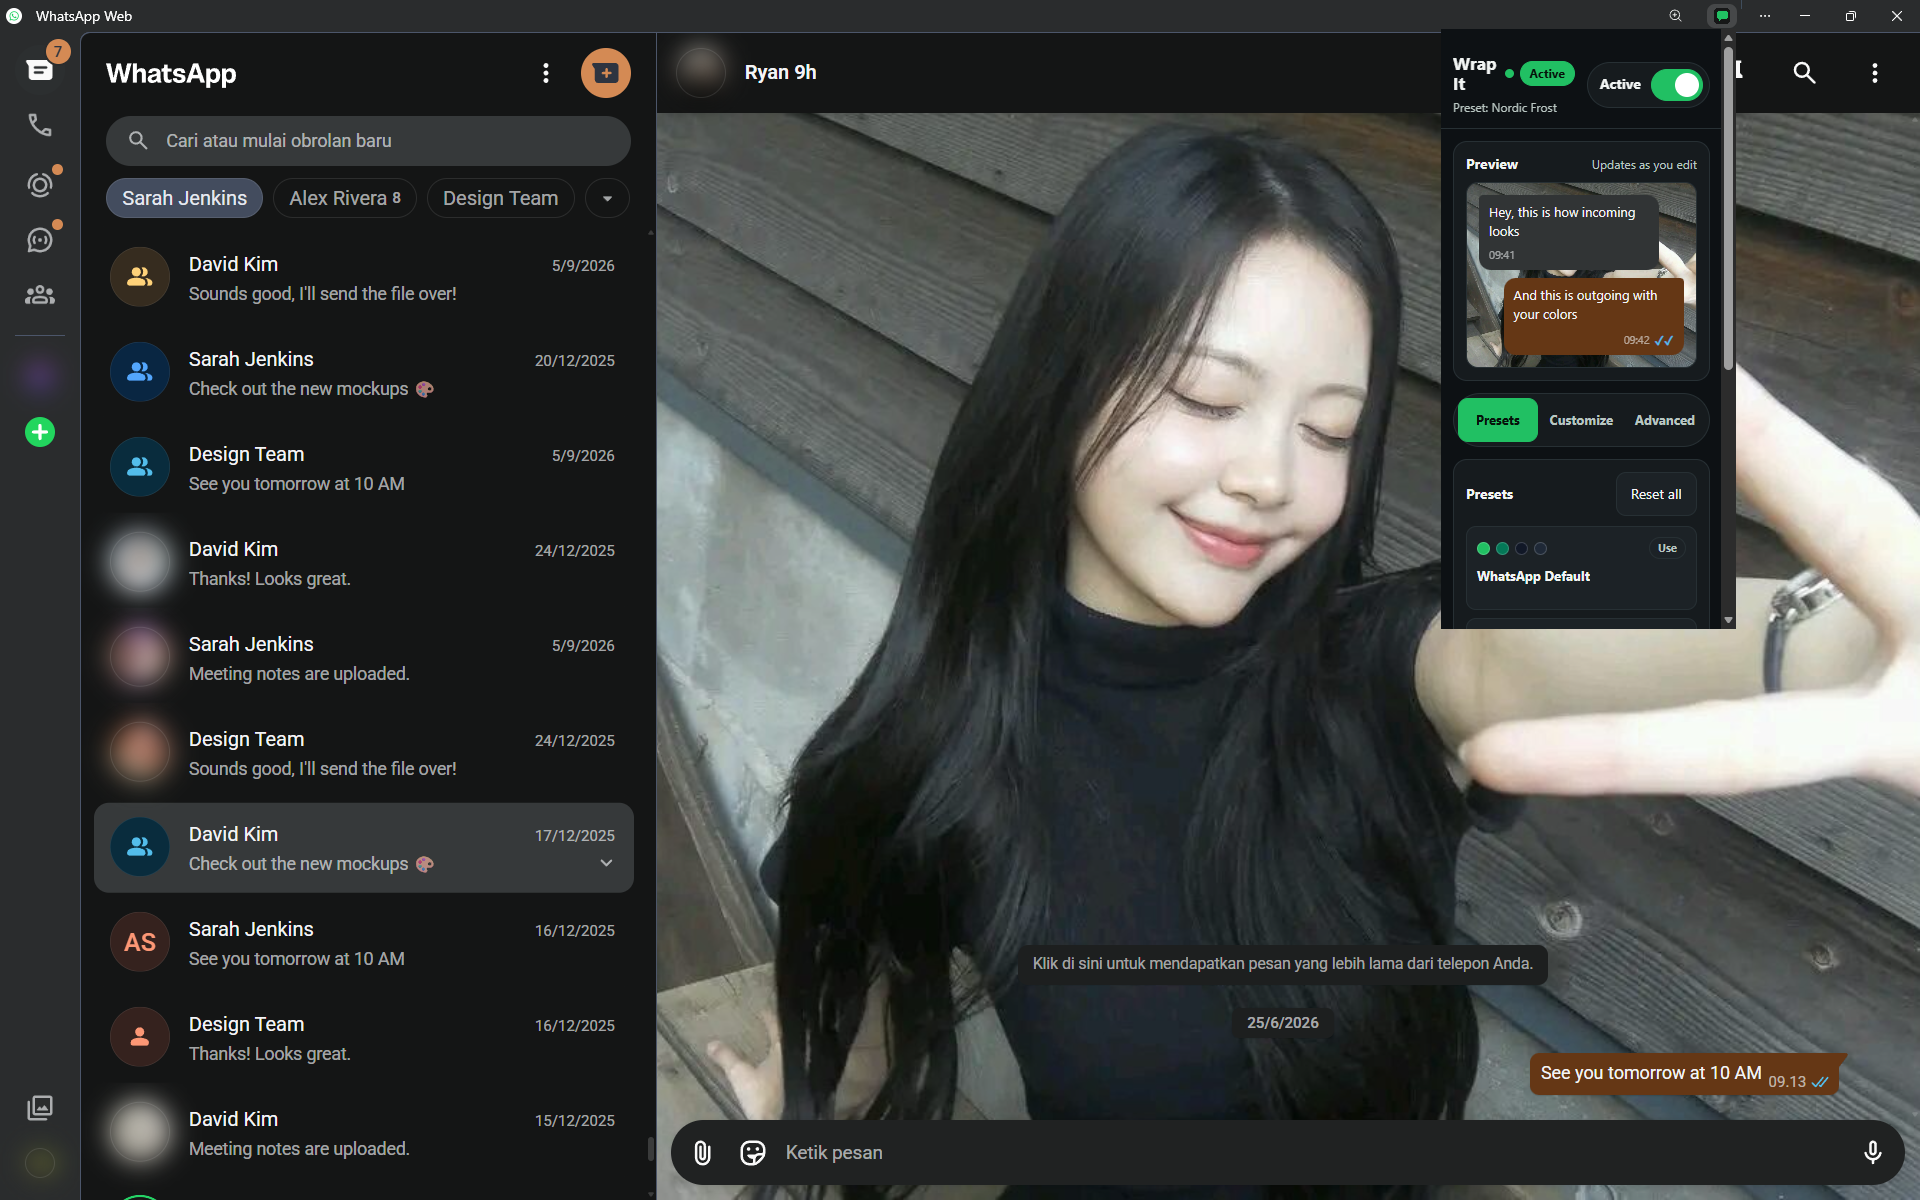 WhatsApp Web
7
WhatsApp
Cari atau mulai obrolan baru
Sarah Jenkins
Alex Rivera 8
Design Team
David Kim
5/9/2026
Sounds good, I'll send the file over!
Sarah Jenkins
20/12/2025
Check out the new mockups 🎨
Design Team
5/9/2026
See you tomorrow at 10 AM
David Kim
24/12/2025
Thanks! Looks great.
Sarah Jenkins
5/9/2026
Meeting notes are uploaded.
Design Team
24/12/2025
Sounds good, I'll send the file over!
David Kim
17/12/2025
Check out the new mockups 🎨
AS
Sarah Jenkins
16/12/2025
See you tomorrow at 10 AM
Design Team
16/12/2025
Thanks! Looks great.
David Kim
15/12/2025
Meeting notes are uploaded.
Ryan 9h
Wrap It
Active
Active
Preset: Nordic Frost
Preview
Updates as you edit
Hey, this is how incoming
looks
09:41
And this is outgoing with
your colors
09:42
Presets
Customize
Advanced
Presets
Reset all
Use
WhatsApp Default
Klik di sini untuk mendapatkan pesan yang lebih lama dari telepon Anda.
25/6/2026
See you tomorrow at 10 AM 09.13
Ketik pesan